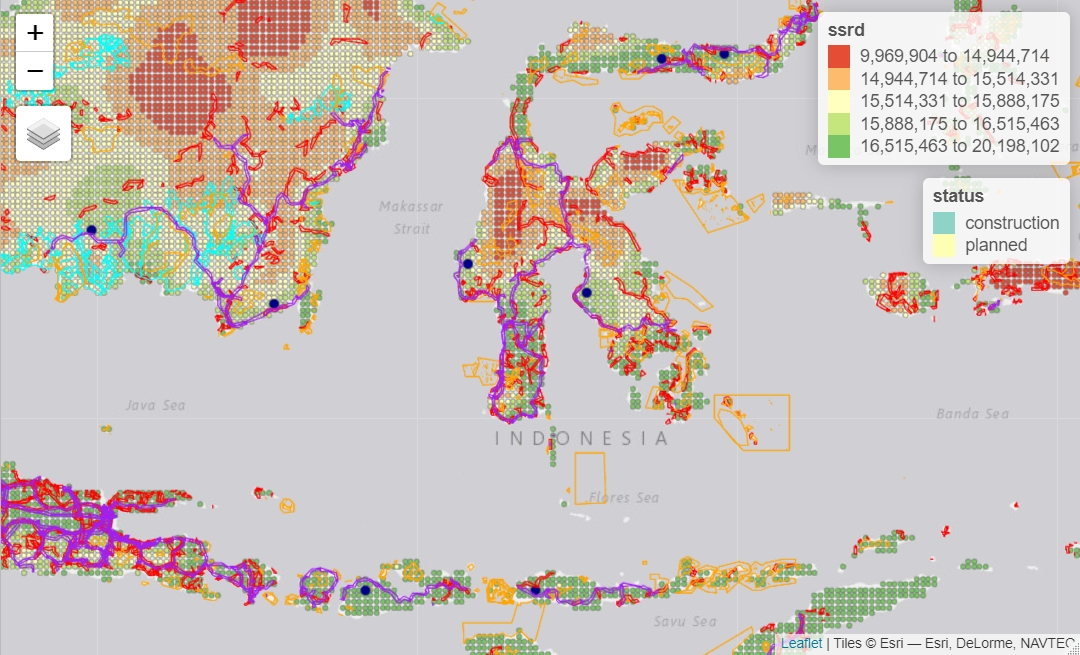 +
−
ssrd
9,969,904 to 14,944,714
14,944,714 to 15,514,331
15,514,331 to 15,888,175
15,888,175 to 16,515,463
16,515,463 to 20,198,102
status
construction
planned
Makassar
Strait
Java Sea
Banda Sea
INDONESIA
Flores Sea
Savu Sea
Leaflet | Tiles © Esri — Esri, DeLorme, NAVTEQ